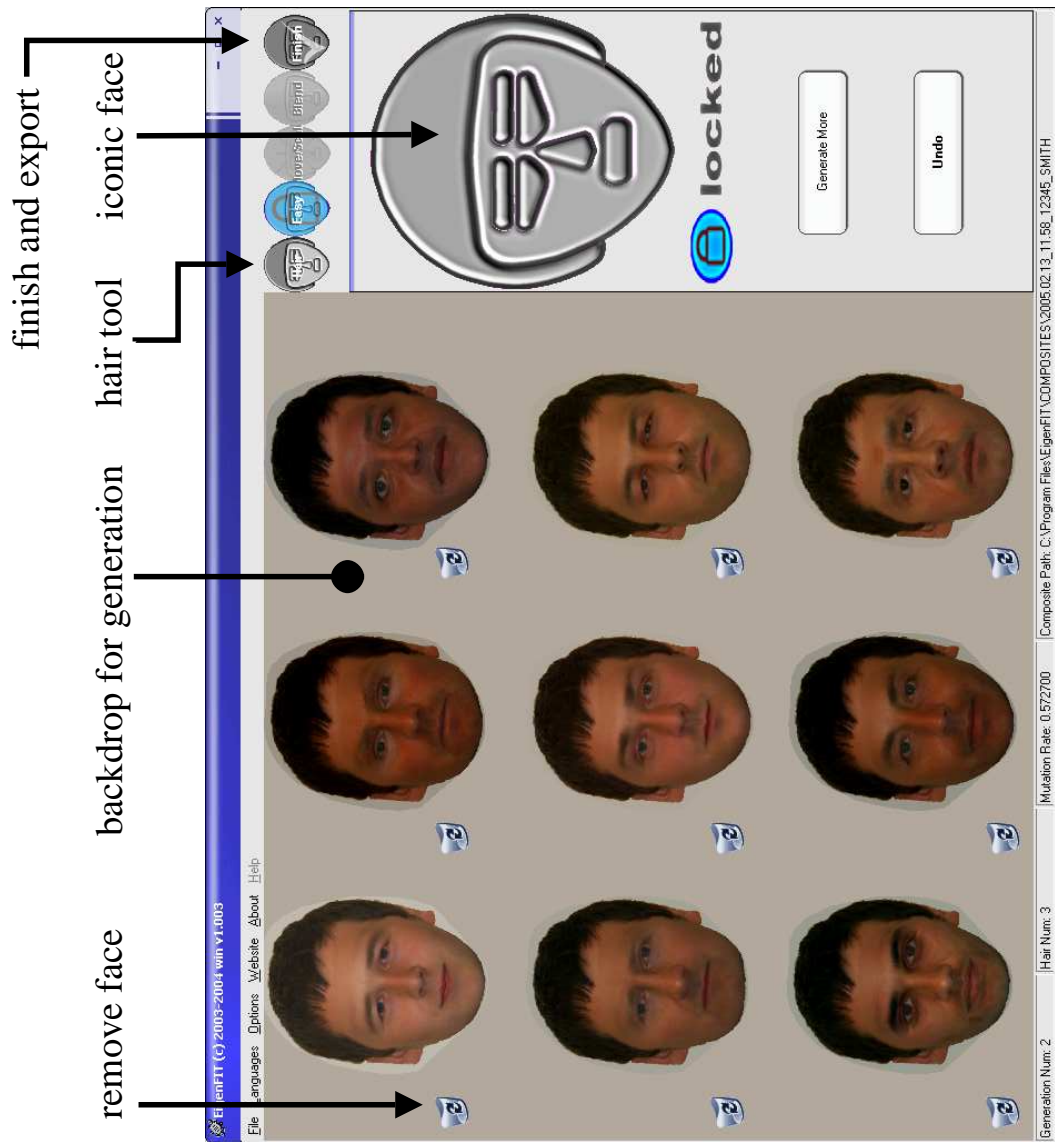 finish and export
remove face
backdrop for generation
hair tool
iconic face
EigenFIT (c) 2003-2004 win v1.003
File Languages Options Website About Help
Hair
Easy
Blend
Finish
locked
Generate More
Undo
Generation Num: 2
Hair Num: 3
Mutation Rate: 0.572700
Composite Path: C:\Program Files\EigenFIT\COMPOSITES\2005.02.13_11.58_12345_SMITH